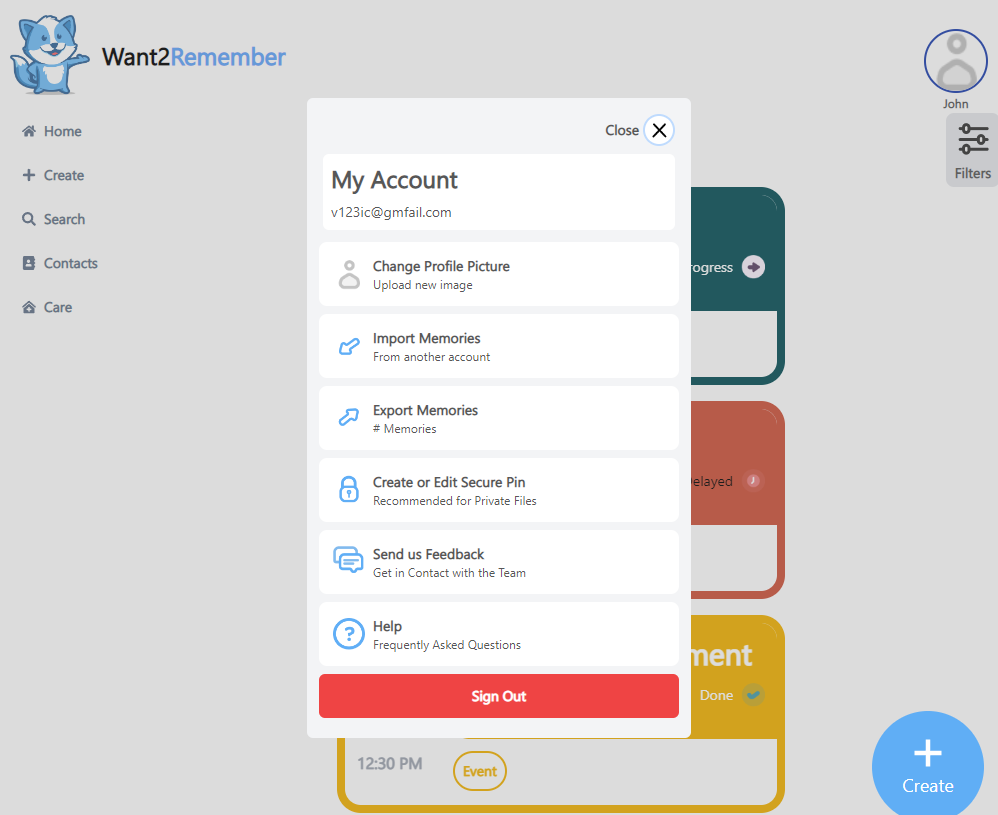 Want2Remember
John
Home
Create
Search
Contacts
Care
Filters
Close
My Account
v123ic@gmfail.com
Change Profile Picture
Upload new image
Import Memories
From another account
Export Memories
# Memories
Create or Edit Secure Pin
Recommended for Private Files
Send us Feedback
Get in Contact with the Team
Help
Frequently Asked Questions
Sign Out
ogress
elayed
ment
Done
12:30 PM
Event
Create